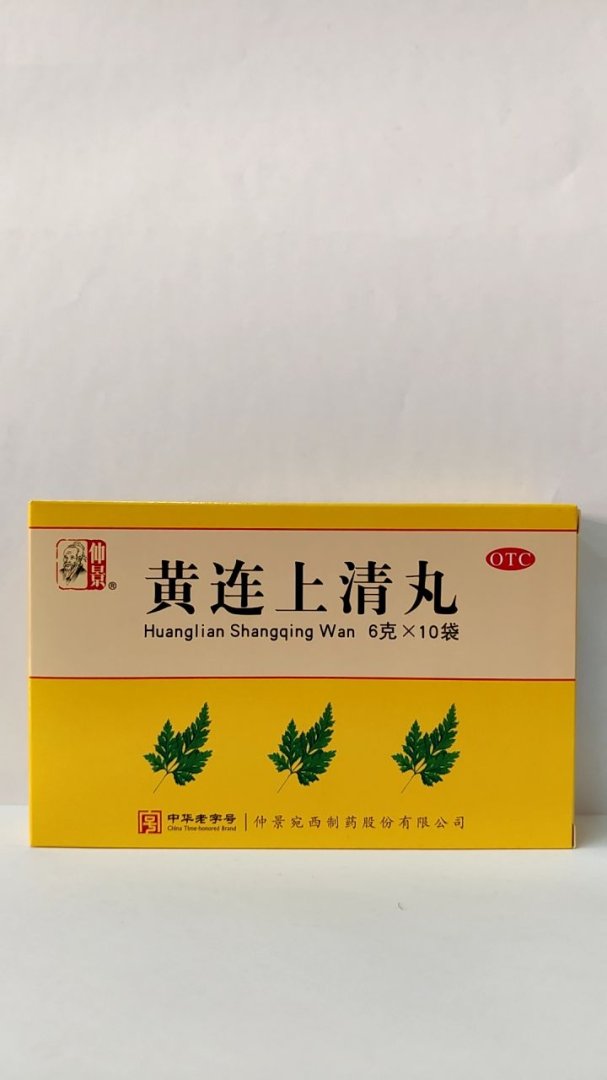 仲景®
OTC
黄连上清丸
Huanglian Shangqing Wan 6克×10袋
中华老字号
China Time-honored Brand
仲景宛西制药股份有限公司